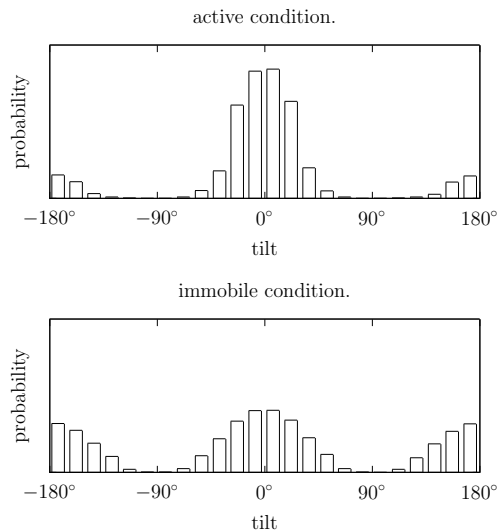 active condition.
probability
−180° −90° 0° 90° 180°
tilt
immobile condition.
probability
−180° −90° 0° 90° 180°
tilt